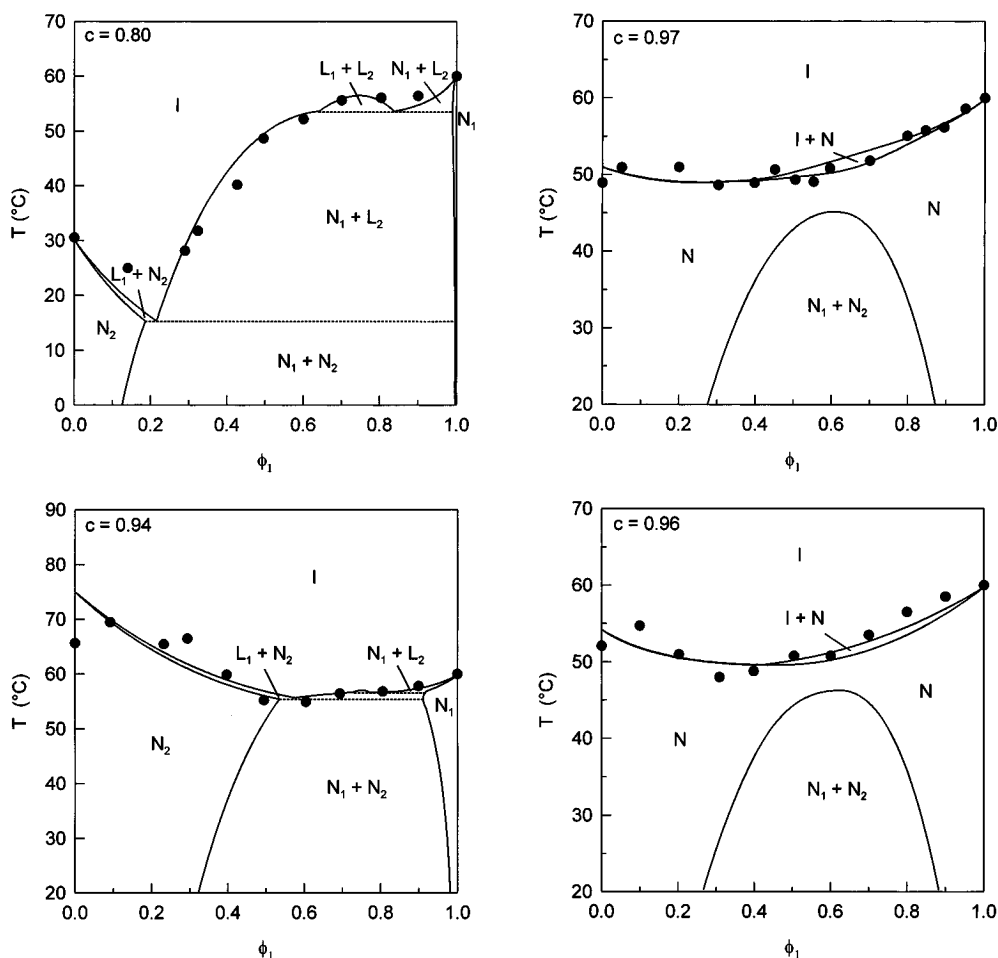 c = 0.80
70
60
50
40
30
20
10
0
T (°C)
L₁ + L₂
N₁ + L₂
I
N₁
N₁ + L₂
L₁ + N₂
N₂
N₁ + N₂
0.0 0.2 0.4 0.6 0.8 1.0
ϕ₁
c = 0.97
70
60
50
40
30
20
T (°C)
I
I + N
N
N
N₁ + N₂
0.0 0.2 0.4 0.6 0.8 1.0
ϕ₁
c = 0.94
90
80
70
60
50
40
30
20
T (°C)
I
L₁ + N₂
N₁ + L₂
N₁
N₂
N₁ + N₂
0.0 0.2 0.4 0.6 0.8 1.0
ϕ₁
c = 0.96
70
60
50
40
30
20
T (°C)
I
I + N
N
N
N₁ + N₂
0.0 0.2 0.4 0.6 0.8 1.0
ϕ₁